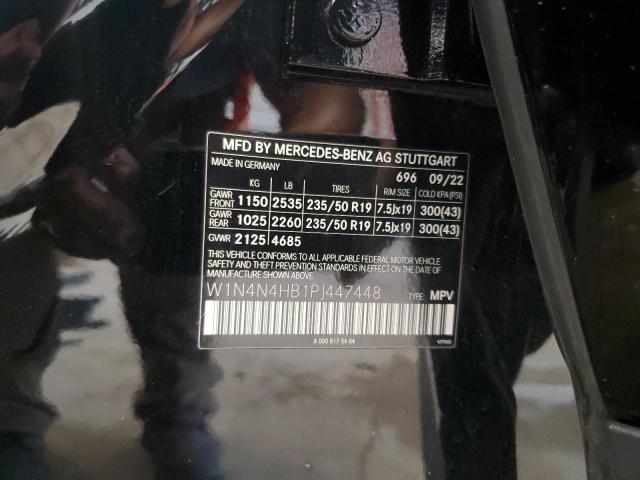 MFD BY MERCEDES-BENZ AG STUTTGART
MADE IN GERMANY
696 09/22
KG LB TIRES RIM SIZE COLD KPA (PSI)
GAWR FRONT 1150 2535 235/50 R19 7.5Jx19 300(43)
GAWR REAR 1025 2260 235/50 R19 7.5Jx19 300(43)
GVWR 2125 4685
THIS VEHICLE CONFORMS TO ALL APPLICABLE FEDERAL MOTOR VEHICLE
SAFETY AND THEFT PREVENTION STANDARDS IN EFFECT ON THE DATE OF
MANUFACTURE SHOWN ABOVE.
W1N4N4HB1PJ447448 TYPE: MPV
A 000 817 54 04